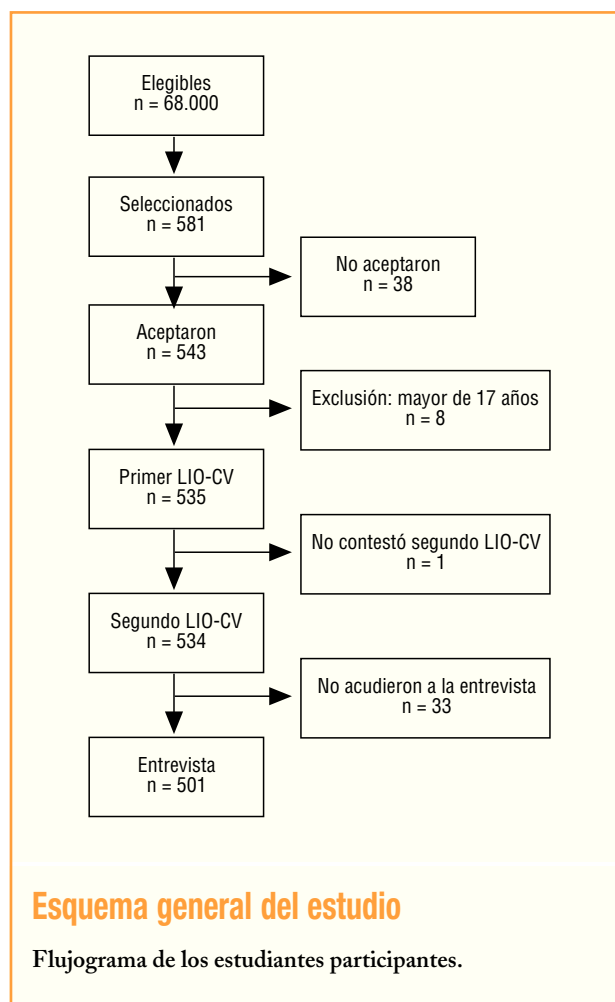 Elegibles
n = 68.000
Seleccionados
n = 581
No aceptaron
n = 38
Aceptaron
n = 543
Exclusión: mayor de 17 años
n = 8
Primer LIO-CV
n = 535
No contestó segundo LIO-CV
n = 1
Segundo LIO-CV
n = 534
No acudieron a la entrevista
n = 33
Entrevista
n = 501
Esquema general del estudio
Flujograma de los estudiantes participantes.